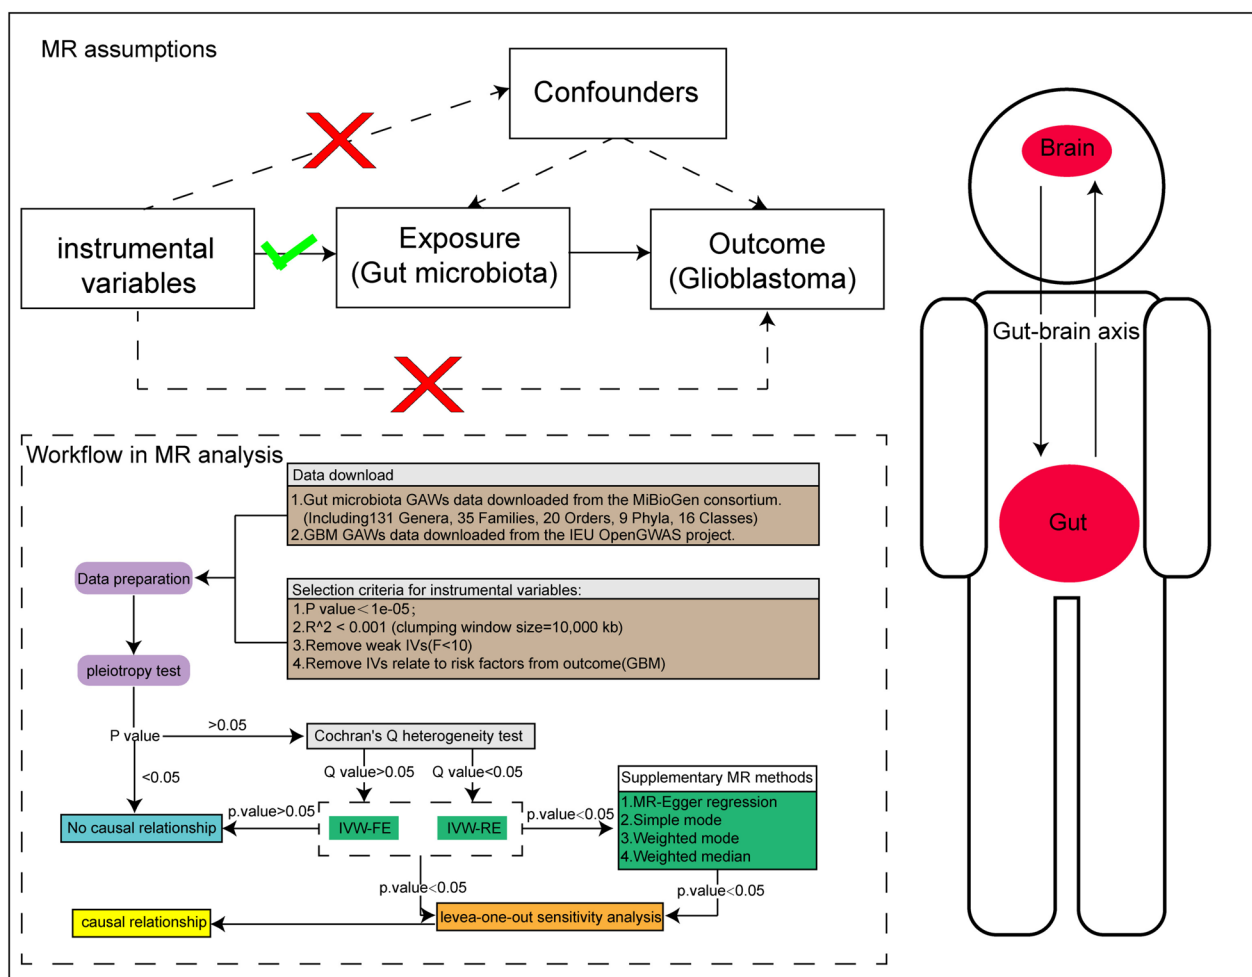 MR assumptions
Confounders
instrumental
variables
Exposure
(Gut microbiota)
Outcome
(Glioblastoma)
Brain
Gut-brain axis
Gut
Workflow in MR analysis
Data download
1.Gut microbiota GAWs data downloaded from the MiBioGen consortium.
(Including131 Genera, 35 Families, 20 Orders, 9 Phyla, 16 Classes)
2.GBM GAWs data downloaded from the IEU OpenGWAS project.
Data preparation
Selection criteria for instrumental variables:
1.P value<1e-05;
2.R^2 < 0.001 (clumping window size=10,000 kb)
3.Remove weak IVs(F<10)
4.Remove IVs relate to risk factors from outcome(GBM)
pleiotropy test
P value
>0.05
<0.05
Cochran's Q heterogeneity test
Q value>0.05
Q value<0.05
Supplementary MR methods
1.MR-Egger regression
2.Simple mode
3.Weighted mode
4.Weighted median
No causal relationship
p.value>0.05
IVW-FE
IVW-RE
p.value<0.05
p.value<0.05
p.value<0.05
causal relationship
levea-one-out sensitivity analysis